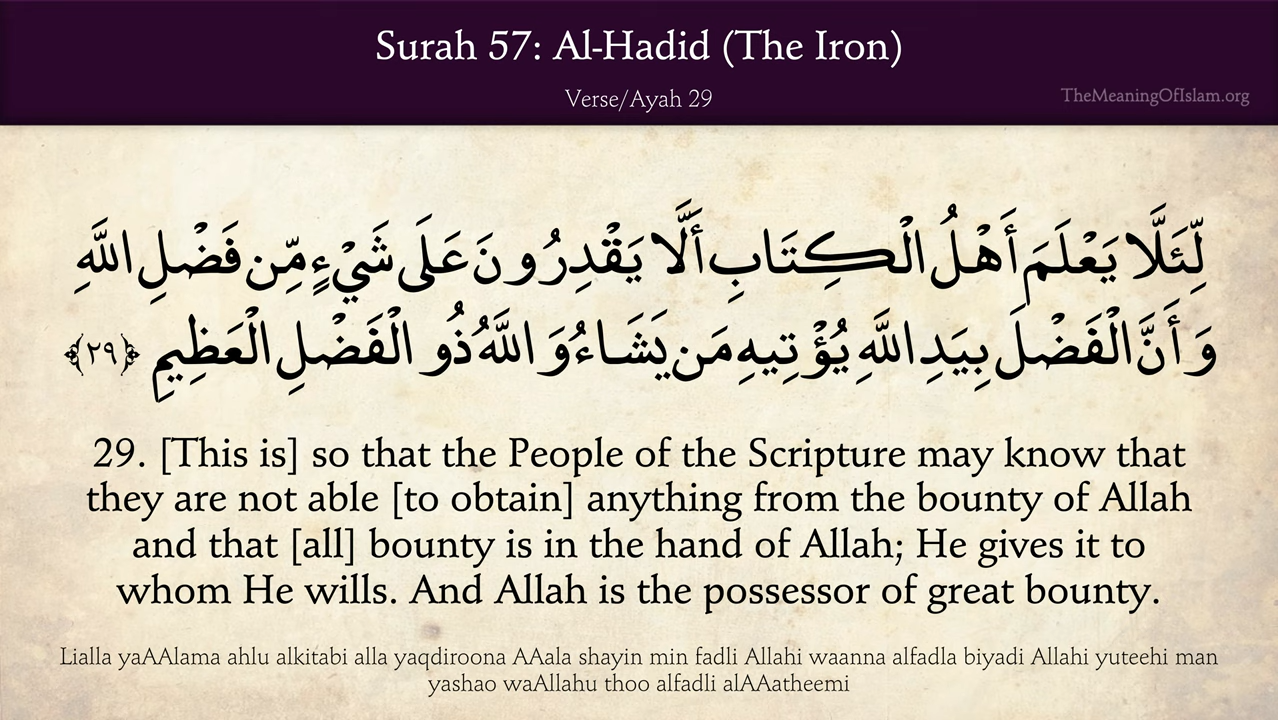 Surah 57: Al-Hadid (The Iron)
Verse/Ayah 29
TheMeaningOfIslam.org
لِّئَلَّا يَعْلَمَ أَهْلُ الْكِتَابِ أَلَّا يَقْدِرُونَ عَلَى شَيْءٍ مِّن فَضْلِ اللَّهِ
وَأَنَّ الْفَضْلَ بِيَدِ اللَّهِ يُؤْتِيهِ مَن يَشَاءُ وَاللَّهُ ذُو الْفَضْلِ الْعَظِيمِ ﴿٢٩﴾
29. [This is] so that the People of the Scripture may know that
they are not able [to obtain] anything from the bounty of Allah
and that [all] bounty is in the hand of Allah; He gives it to
whom He wills. And Allah is the possessor of great bounty.
Lialla yaAAlama ahlu alkitabi alla yaqdiroona AAala shayin min fadli Allahi waanna alfadla biyadi Allahi yuteehi man
yashao waAllahu thoo alfadli alAAatheemi